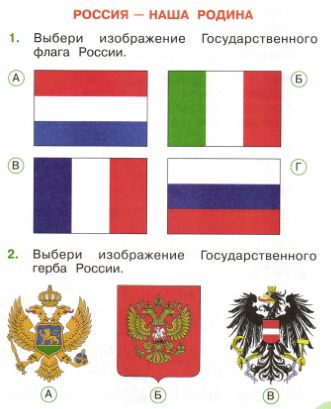 РОССИЯ — НАША РОДИНА
1. Выбери изображение Государственного
флага России.
А
Б
В
Г
2. Выбери изображение Государственного
герба России.
А
Б
В